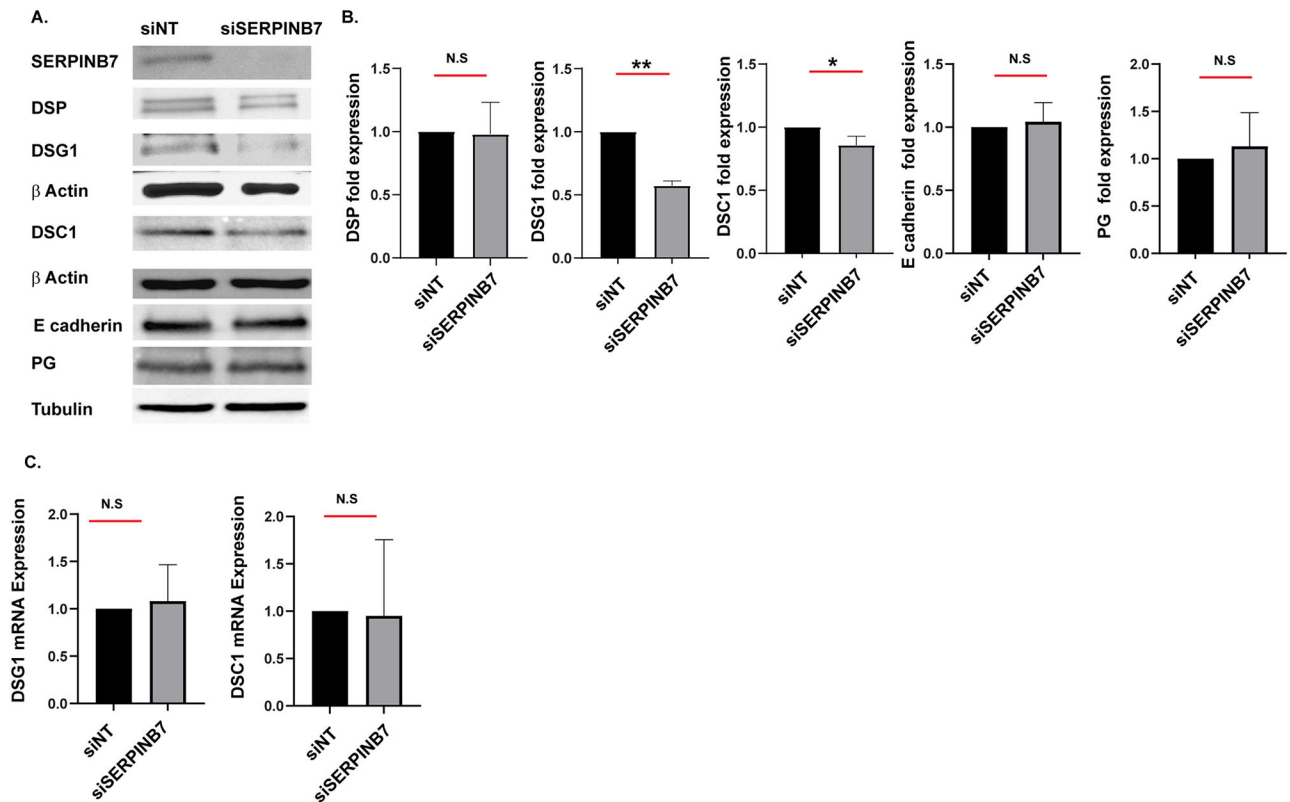 A.
siNT siSERPINB7
SERPINB7
DSP
DSG1
β Actin
DSC1
β Actin
E cadherin
PG
Tubulin
B.
N.S
DSP fold expression
1.5
1.0
0.5
0.0
siNT
siSERPINB7
**
DSG1 fold expression
1.5
1.0
0.5
0.0
siNT
siSERPINB7
*
DSC1 fold expression
1.5
1.0
0.5
0.0
siNT
siSERPINB7
N.S
E cadherin fold expression
1.5
1.0
0.5
0.0
siNT
siSERPINB7
N.S
PG fold expression
2.0
1.5
1.0
0.5
0.0
siNT
siSERPINB7
C.
N.S
DSG1 mRNA Expression
2.0
1.5
1.0
0.5
0.0
siNT
siSERPINB7
N.S
DSC1 mRNA Expression
2.0
1.5
1.0
0.5
0.0
siNT
siSERPINB7